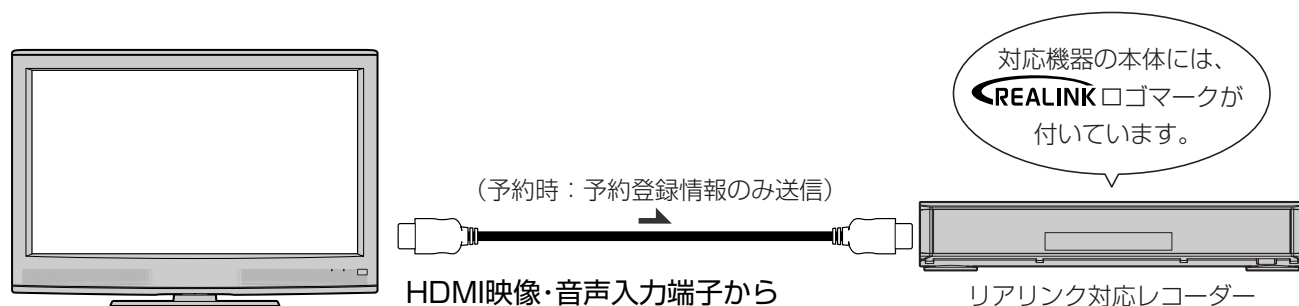 対応機器の本体には、
REALINKロゴマークが
付いています。
（予約時：予約登録情報のみ送信）
HDMI映像･音声入力端子から
リアリンク対応レコーダー